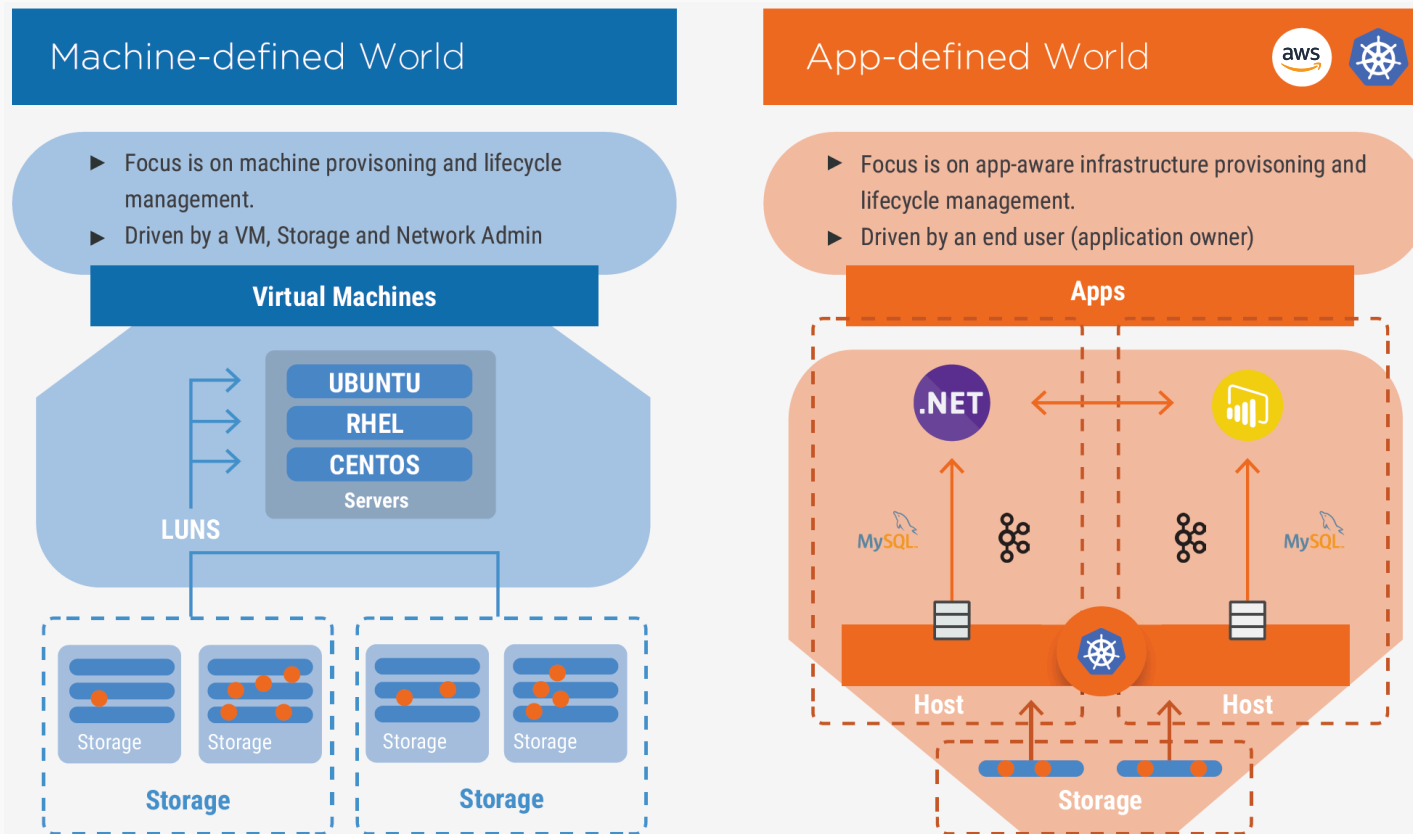 Machine-defined World
Focus is on machine provisoning and lifecycle
management.
Driven by a VM, Storage and Network Admin
Virtual Machines
UBUNTU
RHEL
CENTOS
Servers
LUNS
Storage
Storage
Storage
Storage
Storage
Storage
App-defined World
aws
Focus is on app-aware infrastructure provisoning and
lifecycle management.
Driven by an end user (application owner)
Apps
.NET
MySQL
MySQL
Host
Host
Storage